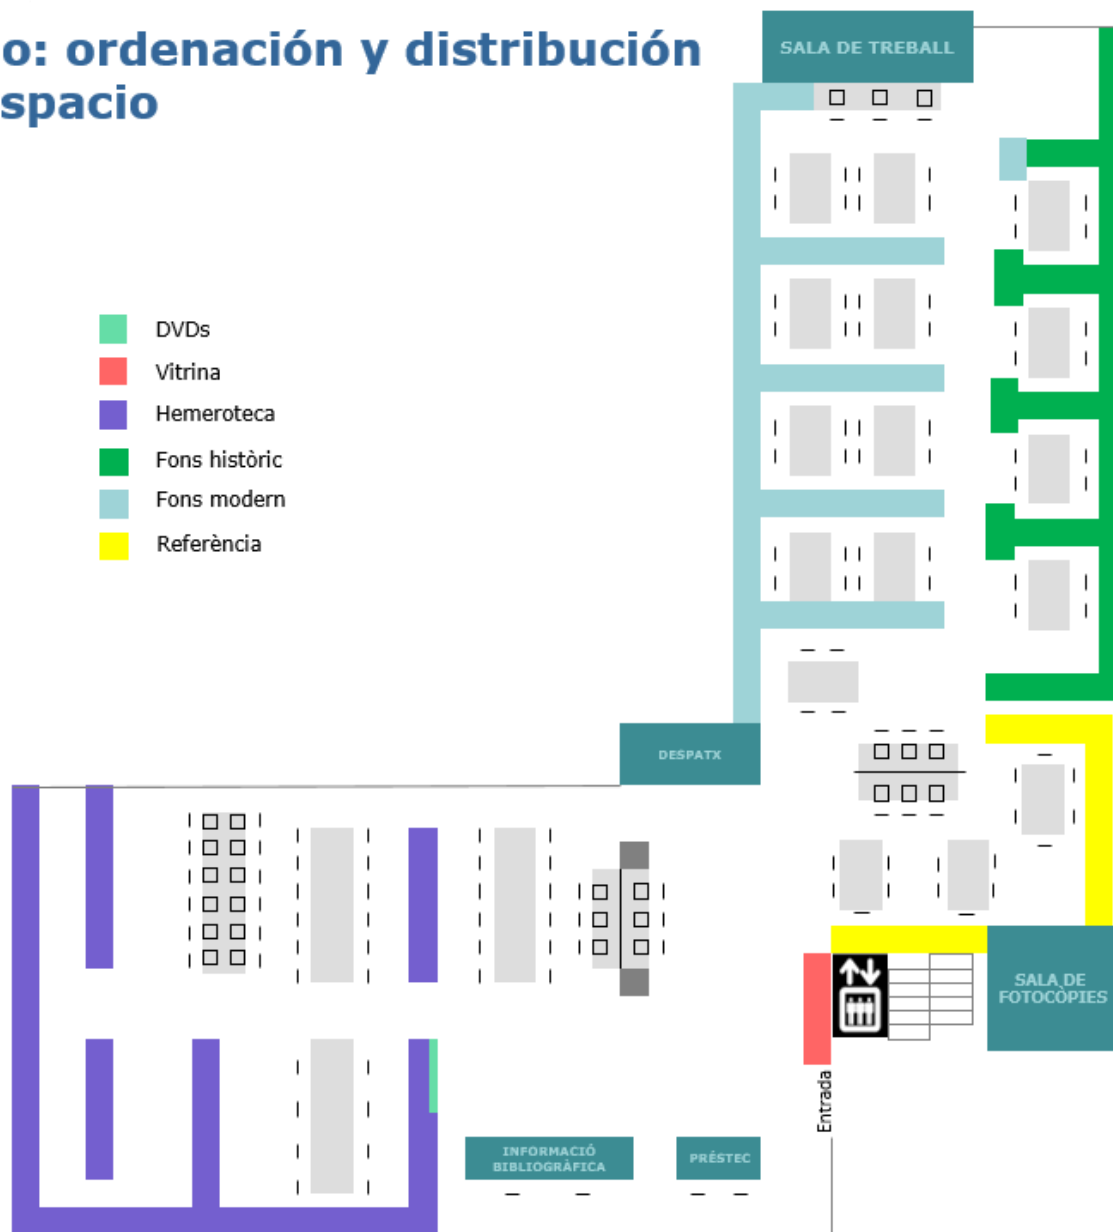 o: ordenación y distribución
spacio
SALA DE TREBALL
DVDs
Vitrina
Hemeroteca
Fons històric
Fons modern
Referència
DESPATX
SALA DE
FOTOCÒPIES
Entrada
INFORMACIÓ
BIBLIOGRÀFICA
PRÉSTEC